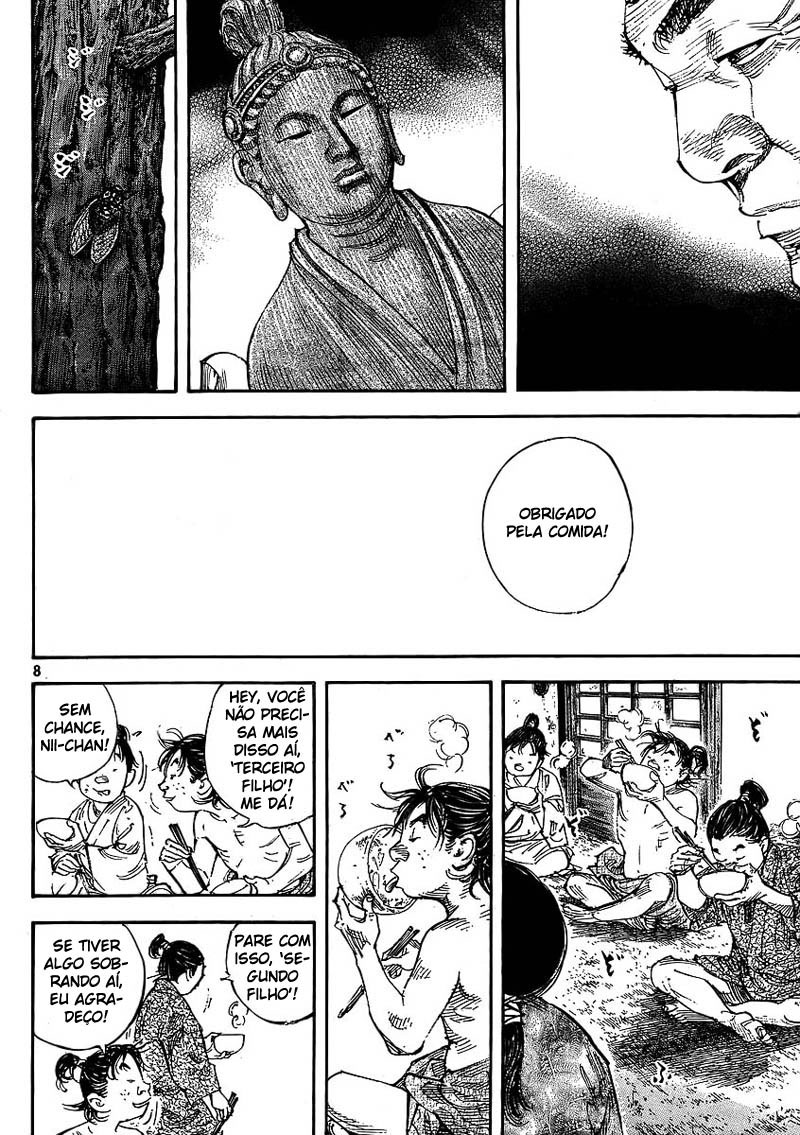 OBRIGADO
PELA COMIDA!
8
HEY, VOCÊ
NÃO PRECI-
SA MAIS
DISSO AÍ,
'TERCEIRO
FILHO'!
ME DÁ!
SEM
CHANCE,
NII-CHAN!
PARE COM
ISSO, 'SE-
GUNDO
FILHO'!
SE TIVER
ALGO SOB-
RANDO AÍ,
EU AGRA-
DEÇO!